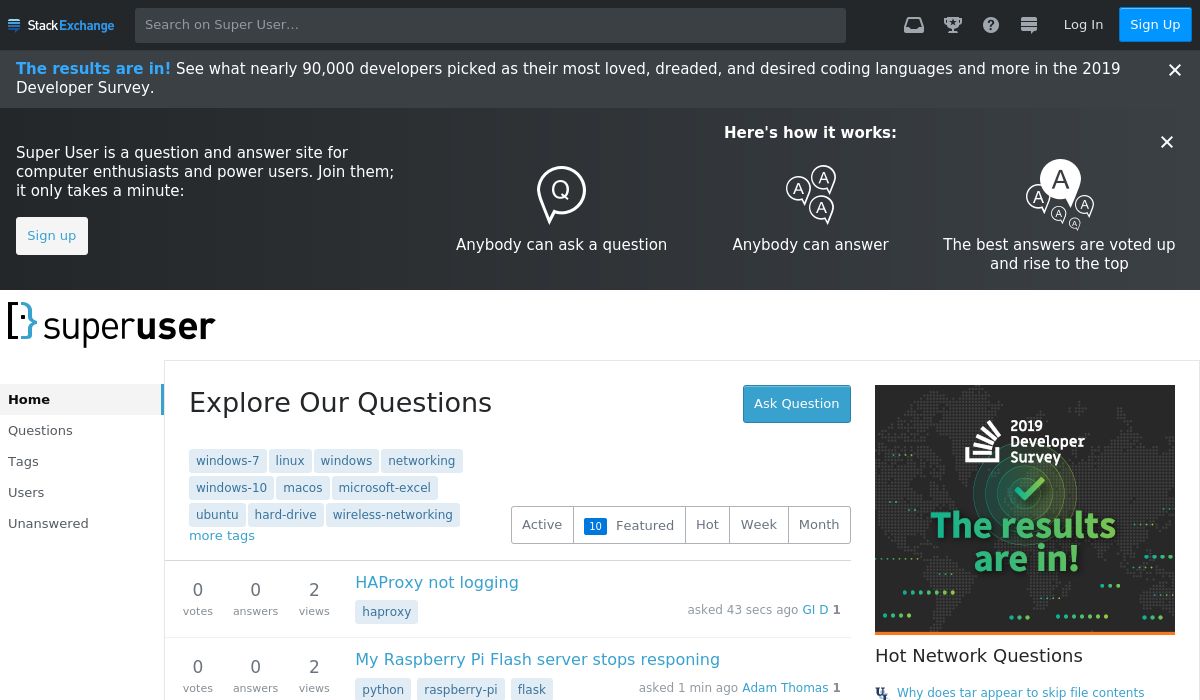 StackExchange
Search on Super User...
?
Log In
Sign Up
The results are in! See what nearly 90,000 developers picked as their most loved, dreaded, and desired coding languages and more in the 2019
Developer Survey.
Here's how it works:
Super User is a question and answer site for
computer enthusiasts and power users. Join them;
it only takes a minute:
Sign up
Q
Anybody can ask a question
A
A
A
Anybody can answer
A
A
A
A
A
The best answers are voted up
and rise to the top
superuser
Home
Questions
Tags
Users
Unanswered
Explore Our Questions
Ask Question
windows-7 linux windows networking
windows-10 macos microsoft-excel
ubuntu hard-drive wireless-networking
more tags
Active
10 Featured
Hot
Week
Month
0
votes
0
answers
2
views
HAProxy not logging
haproxy
asked 43 secs ago GI D 1
0
votes
0
answers
2
views
My Raspberry Pi Flash server stops responing
python raspberry-pi flask
asked 1 min ago Adam Thomas 1
2019
Developer
Survey
The results
are in!
Hot Network Questions
Why does tar appear to skip file contents